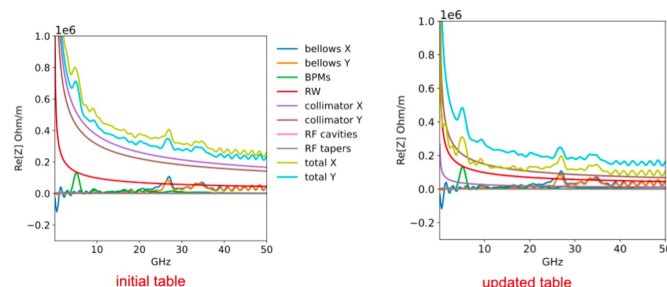 1.0 1e6
0.8
0.6
0.4
0.2
0.0
−0.2
Re[Z] Ohm/m
10 20 30 40 50
GHz
initial table
bellows X
bellows Y
BPMs
RW
collimator X
collimator Y
RF cavities
RF tapers
total X
total Y
1.0 1e6
0.8
0.6
0.4
0.2
0.0
−0.2
Re[Z] Ohm/m
10 20 30 40 50
GHz
updated table